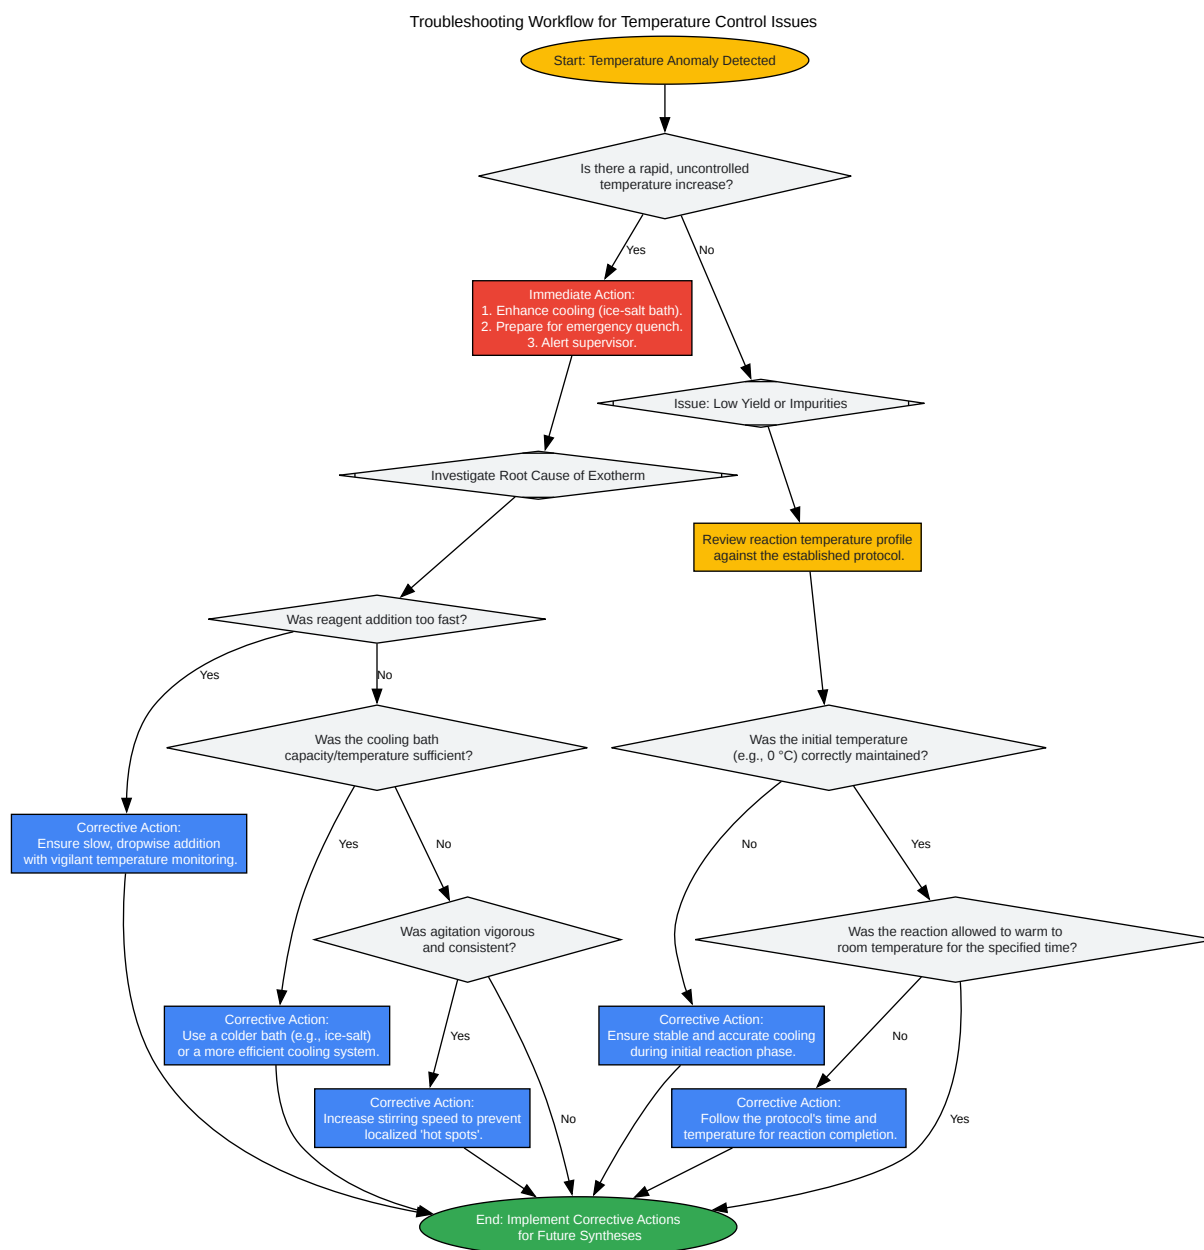 Troubleshooting Workflow for Temperature Control Issues
Start: Temperature Anomaly Detected
Is there a rapid, uncontrolled
temperature increase?
Yes
No
Immediate Action:
1. Enhance cooling (ice-salt bath).
2. Prepare for emergency quench.
3. Alert supervisor.
Issue: Low Yield or Impurities
Investigate Root Cause of Exotherm
Review reaction temperature profile
against the established protocol.
Was reagent addition too fast?
Yes
No
Was the cooling bath
capacity/temperature sufficient?
Was the initial temperature
(e.g., 0 °C) correctly maintained?
Corrective Action:
Ensure slow, dropwise addition
with vigilant temperature monitoring.
Yes
No
No
Yes
Was agitation vigorous
and consistent?
Was the reaction allowed to warm to
room temperature for the specified time?
Corrective Action:
Use a colder bath (e.g., ice-salt)
or a more efficient cooling system.
Yes
Corrective Action:
Ensure stable and accurate cooling
during initial reaction phase.
No
Corrective Action:
Increase stirring speed to prevent
localized 'hot spots'.
No
Corrective Action:
Follow the protocol's time and
temperature for reaction completion.
Yes
End: Implement Corrective Actions
for Future Syntheses